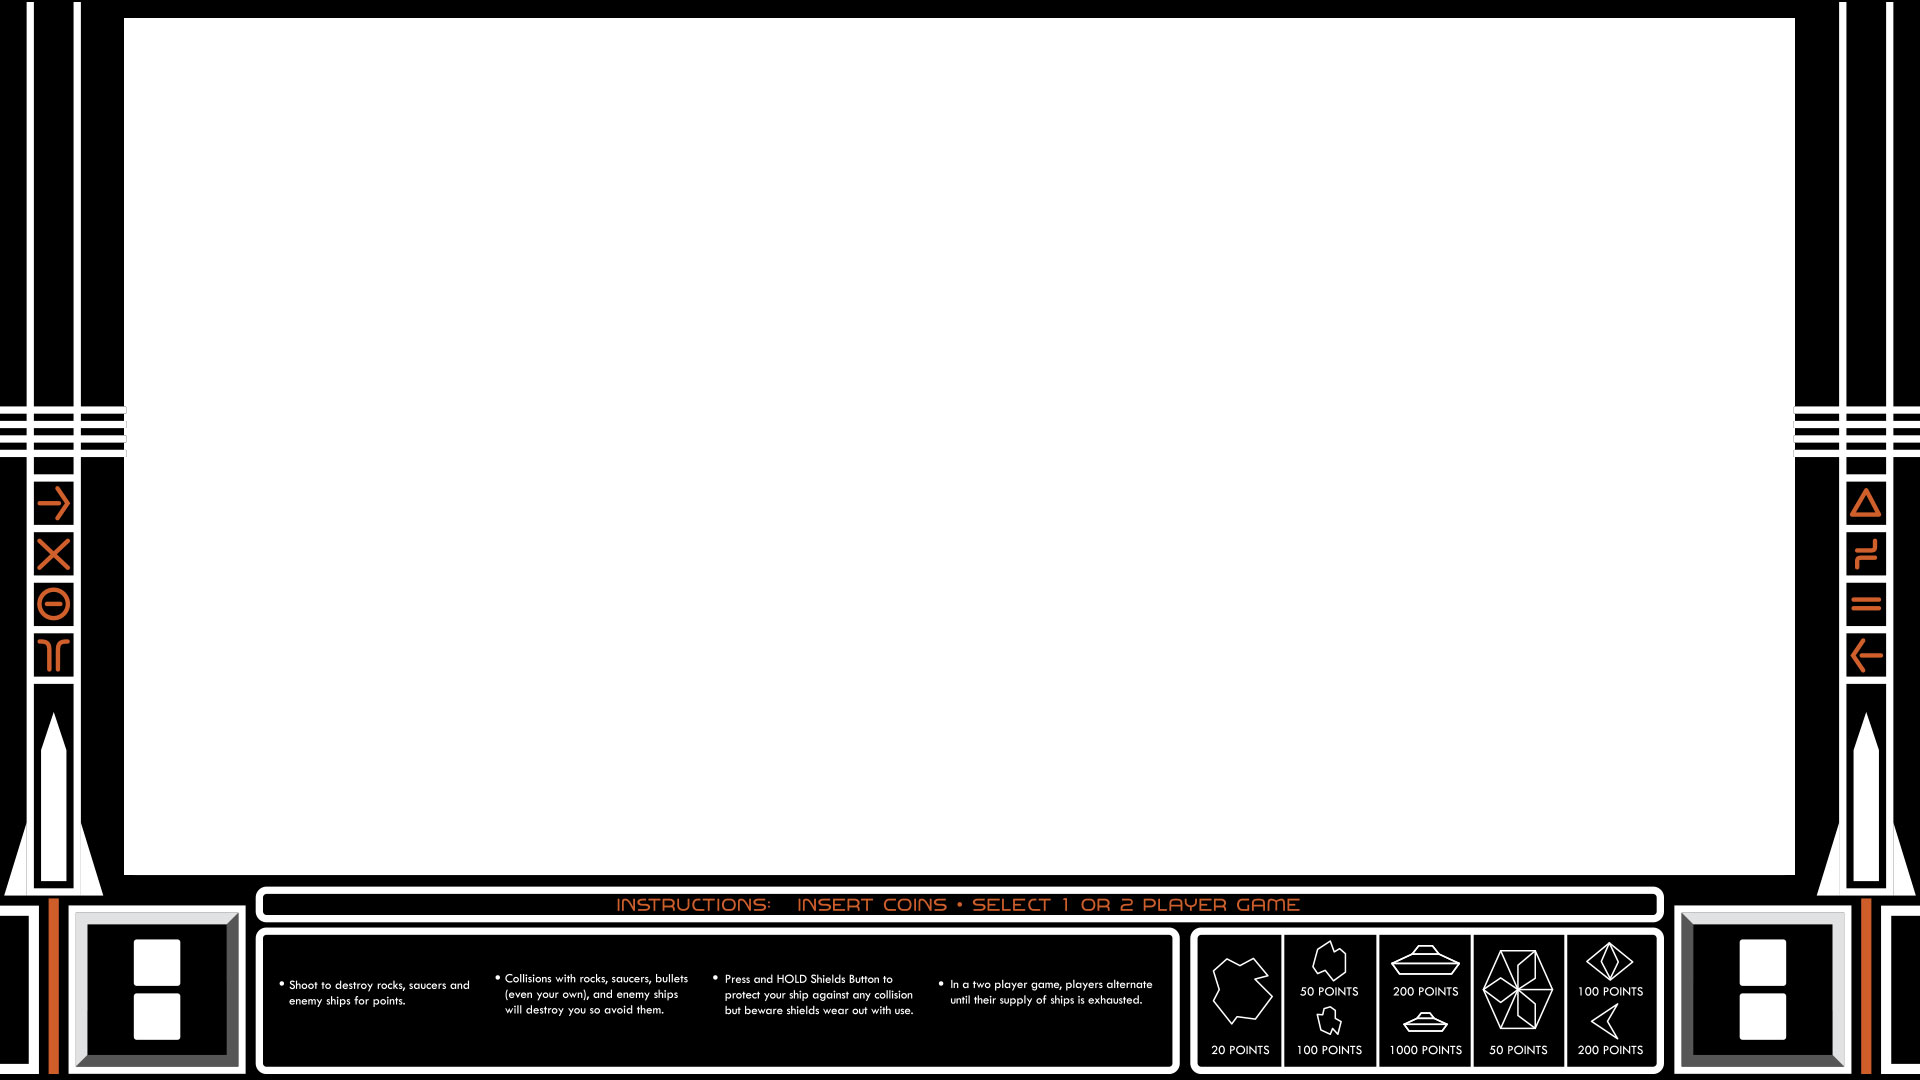 INSTRUCTIONS: INSERT COINS • SELECT 1 OR 2 PLAYER GAME
• Shoot to destroy rocks, saucers and
enemy ships for points.
• Collisions with rocks, saucers, bullets
(even your own), and enemy ships
will destroy you so avoid them.
• Press and HOLD Shields Button to
protect your ship against any collision
but beware shields wear out with use.
• In a two player game, players alternate
until their supply of ships is exhausted.
20 POINTS
50 POINTS
100 POINTS
200 POINTS
1000 POINTS
50 POINTS
100 POINTS
200 POINTS